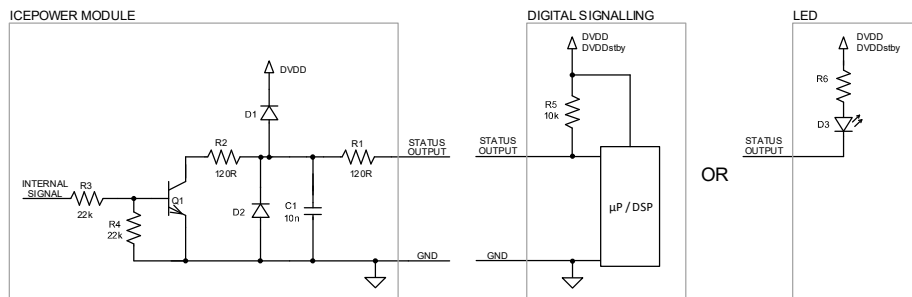 ICEPOWER MODULE
DVDD
D1
R2
120R
R1
120R
STATUS
OUTPUT
INTERNAL
SIGNAL
R3
22k
R4
22k
Q1
D2
C1
10n
GND
DIGITAL SIGNALLING
DVDD
DVDDstby
R5
10k
STATUS
OUTPUT
µP / DSP
OR
LED
DVDD
DVDDstby
R6
D3
STATUS
OUTPUT